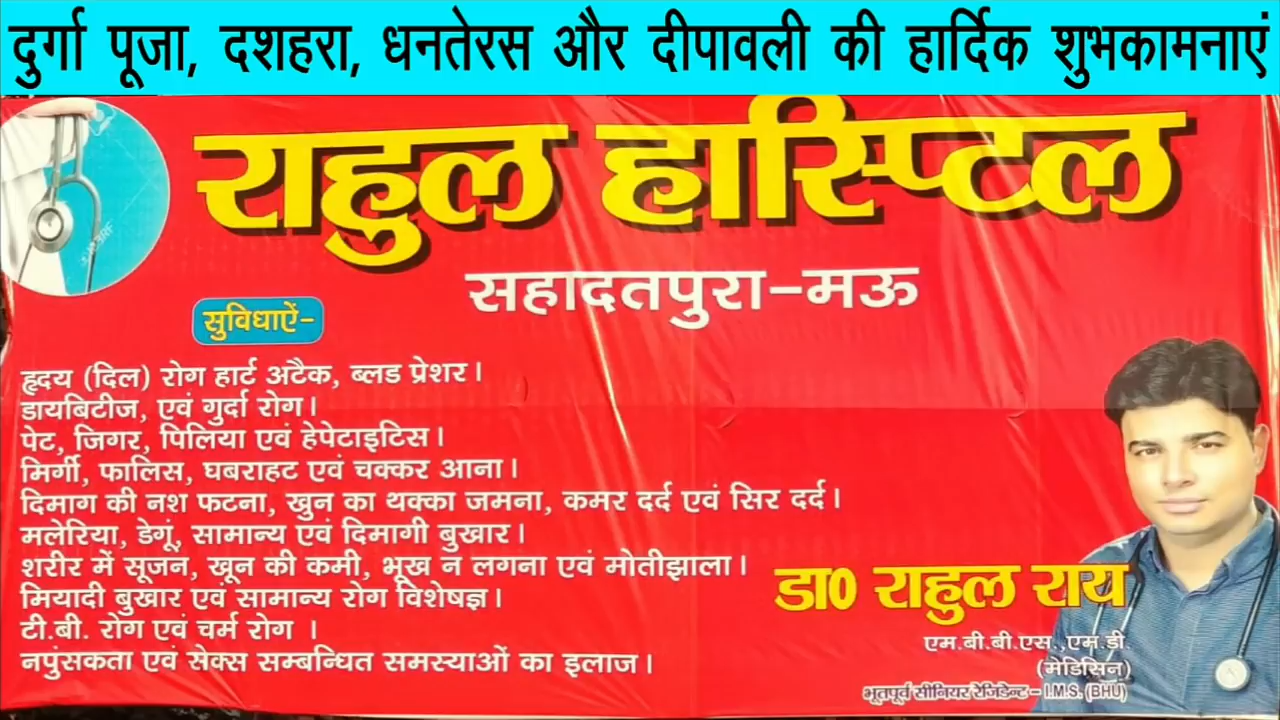 दुर्गा पूजा, दशहरा, धनतेरस और दीपावली की हार्दिक शुभकामनाएं
राहुल हास्पिटल
सहादतपुरा-मऊ
सुविधाऐं-
हृदय (दिल) रोग हार्ट अटैक, ब्लड प्रेशर।
डायबिटीज, एवं गुर्दा रोग।
पेट, जिगर, पिलिया एवं हेपेटाइटिस।
मिर्गी, फालिस, घबराहट एवं चक्कर आना।
दिमाग की नश फटना, खुन का थक्का जमना, कमर दर्द एवं सिर दर्द।
मलेरिया, डेगूं, सामान्य एवं दिमागी बुखार।
शरीर में सूजन, खून की कमी, भूख न लगना एवं मोतीझाला।
मियादी बुखार एवं सामान्य रोग विशेषज्ञ।
टी.बी. रोग एवं चर्म रोग ।
नपुंसकता एवं सेक्स सम्बन्धित समस्याओं का इलाज।
डा0 राहुल राय
एम.बी.बी.एस.,एम.डी.
(मेडिसिन)
भूतपूर्व सीनियर रेजिडेन्ट - I.M.S. (BHU)